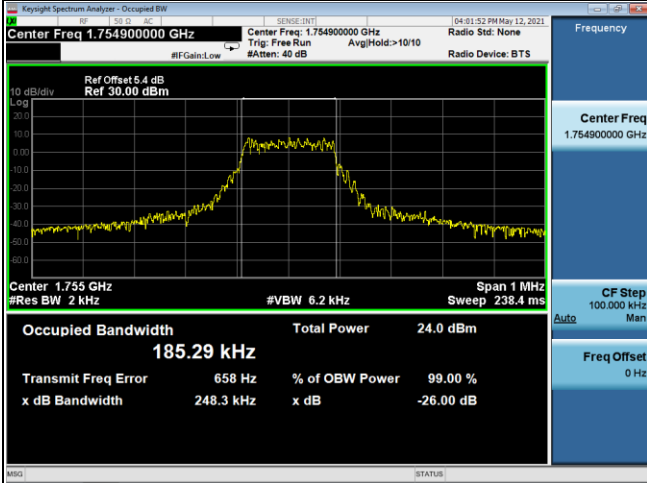 Keysight Spectrum Analyzer - Occupied BW
RF 50 Ω AC SENSE:INT 04:01:52 PM May 12, 2021
Center Freq 1.754900000 GHz
Center Freq: 1.754900000 GHz Radio Std: None
Trig: Free Run Avg|Hold:>10/10
#IFGain:Low #Atten: 40 dB Radio Device: BTS
Ref Offset 5.4 dB
10 dB/div Ref 30.00 dBm
Log
20.0
10.0
0.00
-10.0
-20.0
-30.0
-40.0
-50.0
-60.0
Center 1.755 GHz Span 1 MHz
#Res BW 2 kHz #VBW 6.2 kHz Sweep 238.4 ms
Occupied Bandwidth Total Power 24.0 dBm
185.29 kHz
Transmit Freq Error 658 Hz % of OBW Power 99.00 %
x dB Bandwidth 248.3 kHz x dB -26.00 dB
MSG STATUS
Frequency
Center Freq
1.754900000 GHz
CF Step
100.000 kHz
Auto Man
Freq Offset
0 Hz